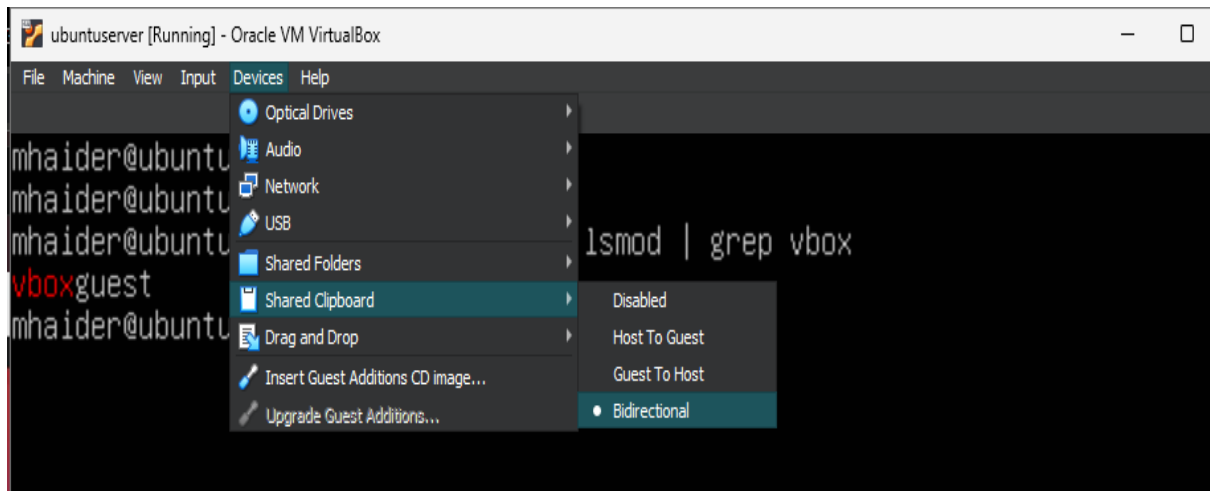 ubuntuserver [Running] - Oracle VM VirtualBox
File Machine View Input Devices Help
Optical Drives
Audio
Network
USB
Shared Folders
Shared Clipboard
Drag and Drop
Insert Guest Additions CD image...
Upgrade Guest Additions...
Disabled
Host To Guest
Guest To Host
Bidirectional
mhaider@ubuntu
mhaider@ubuntu
mhaider@ubuntu lsmod | grep vbox
vboxguest
mhaider@ubuntu